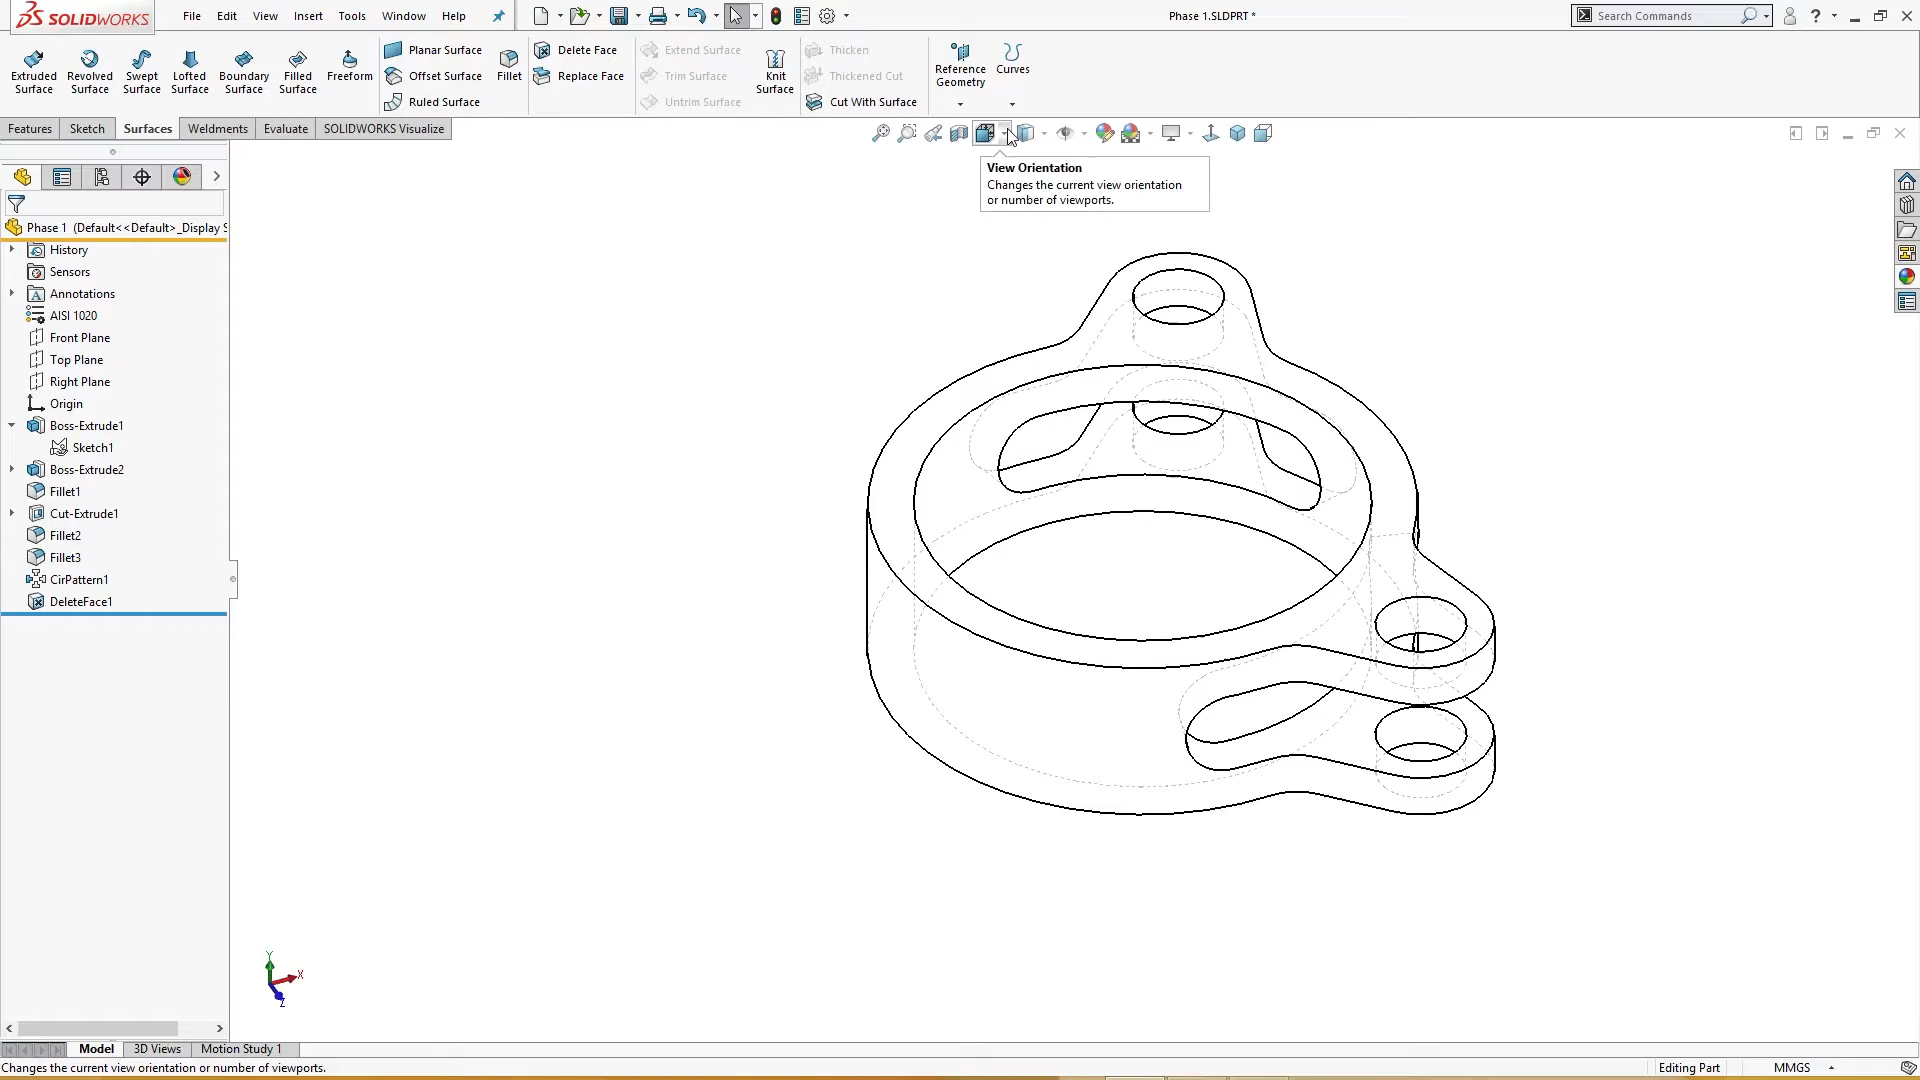 SOLIDWORKS
File Edit View Insert Tools Window Help
Phase 1.SLDPRT *
Search Commands
Extruded Surface
Revolved Surface
Swept Surface
Lofted Surface
Boundary Surface
Filled Surface
Freeform
Planar Surface
Offset Surface
Ruled Surface
Fillet
Delete Face
Replace Face
Extend Surface
Trim Surface
Untrim Surface
Knit Surface
Thicken
Thickened Cut
Cut With Surface
Reference Geometry
Curves
Features Sketch Surfaces Weldments Evaluate SOLIDWORKS Visualize
View Orientation
Changes the current view orientation
or number of viewports.
Phase 1 (Default<<Default>_Display S
History
Sensors
Annotations
AISI 1020
Front Plane
Top Plane
Right Plane
Origin
Boss-Extrude1
Sketch1
Boss-Extrude2
Fillet1
Cut-Extrude1
Fillet2
Fillet3
CirPattern1
DeleteFace1
Y
X
Z
Model 3D Views Motion Study 1
Changes the current view orientation or number of viewports.
Editing Part MMGS